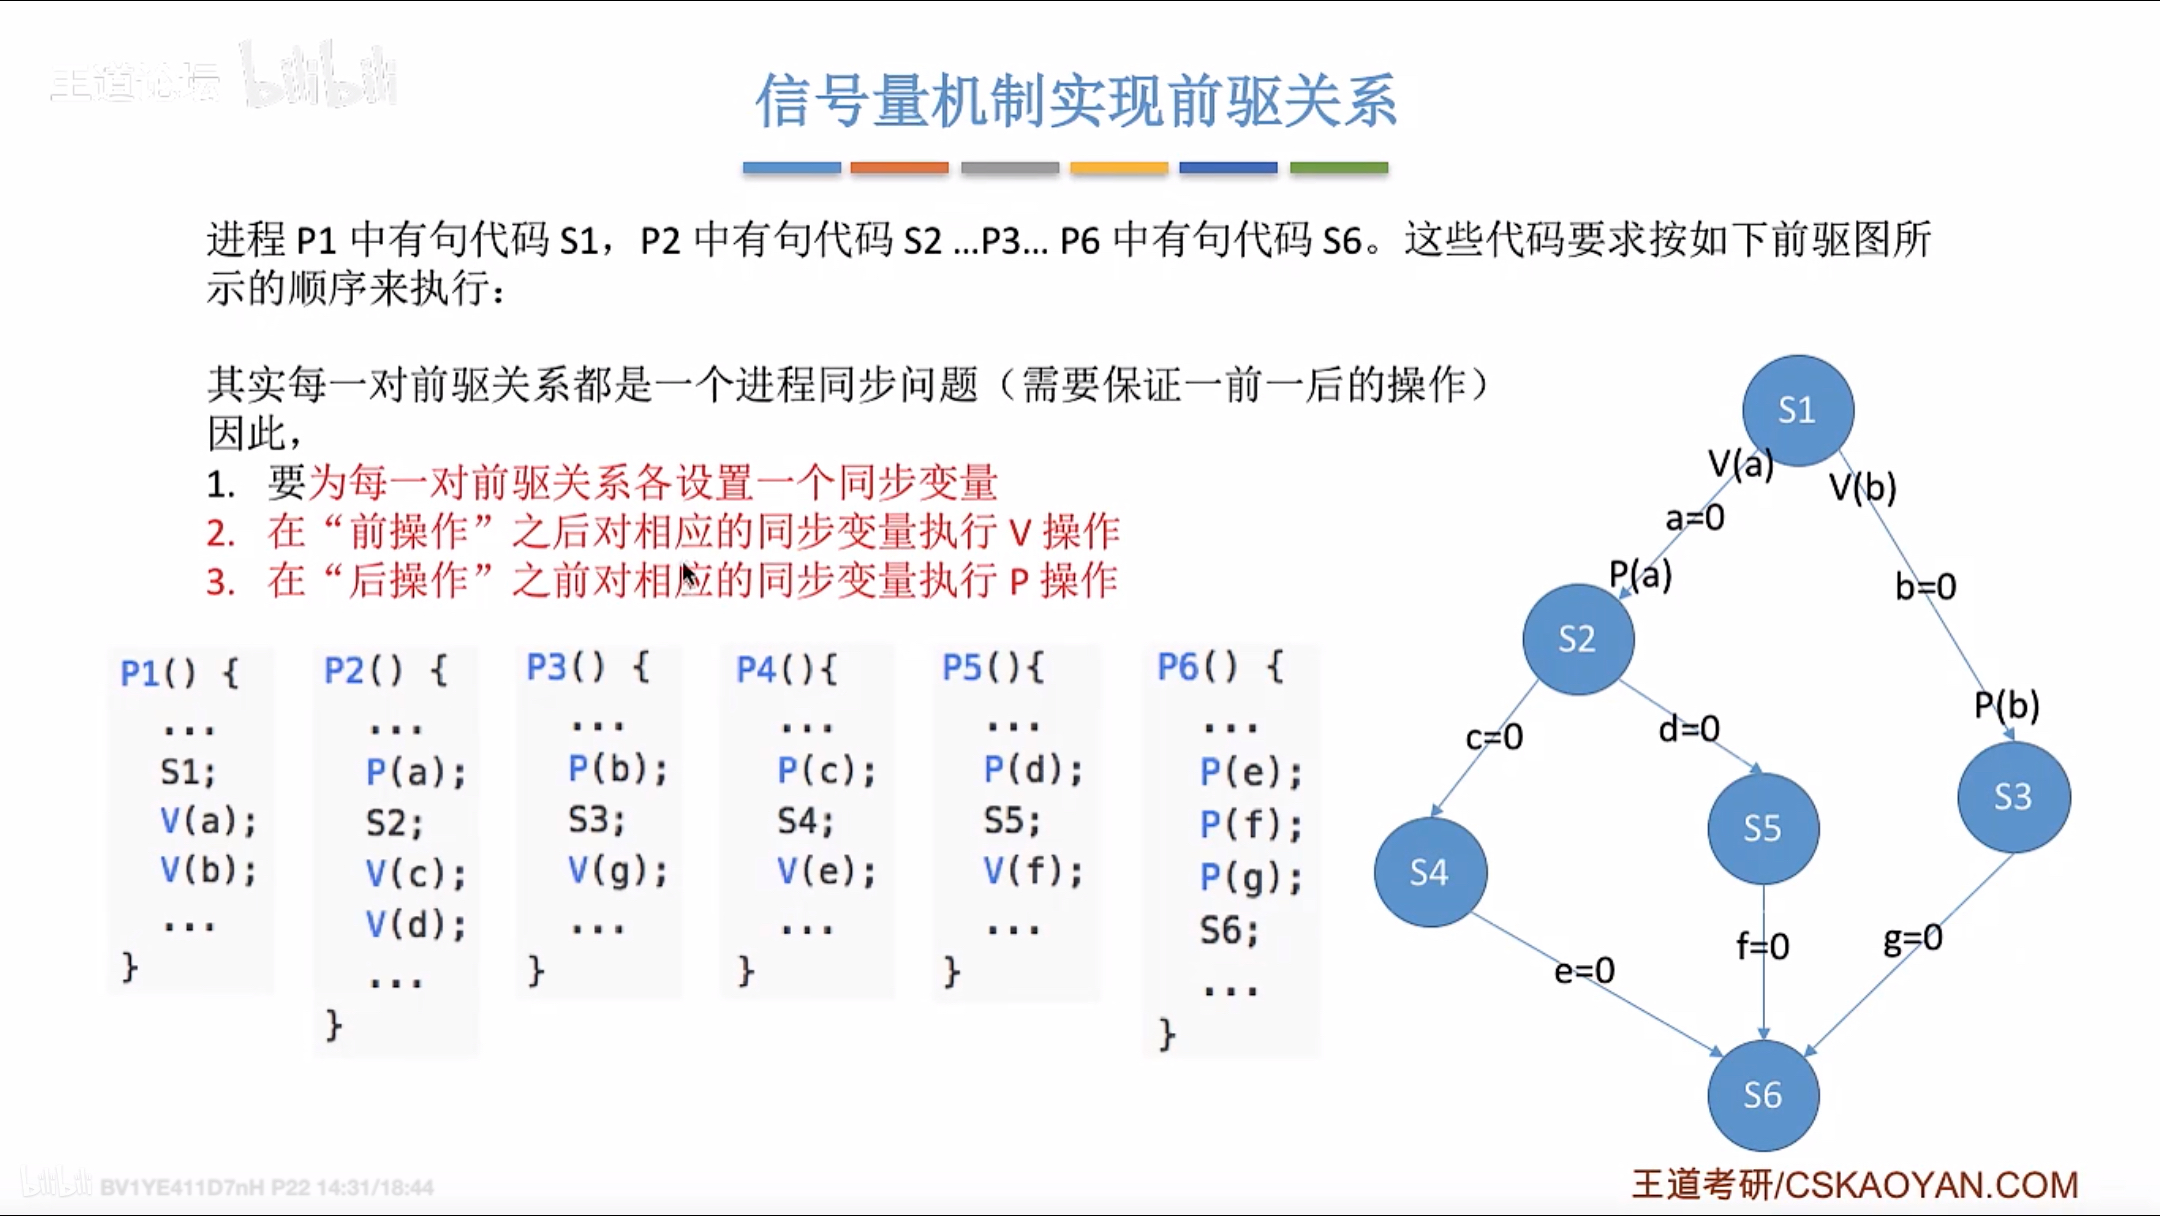 王道论坛 bilibili
信号量机制实现前驱关系
进程 P1 中有句代码 S1，P2 中有句代码 S2 ...P3... P6 中有句代码 S6。这些代码要求按如下前驱图所
示的顺序来执行：
其实每一对前驱关系都是一个进程同步问题（需要保证一前一后的操作）
因此，
1. 要为每一对前驱关系各设置一个同步变量
2. 在“前操作”之后对相应的同步变量执行 V 操作
3. 在“后操作”之前对相应的同步变量执行 P 操作
P1() {
...
S1;
V(a);
V(b);
...
}
P2() {
...
P(a);
S2;
V(c);
V(d);
...
}
P3() {
...
P(b);
S3;
V(g);
...
}
P4(){
...
P(c);
S4;
V(e);
...
}
P5(){
...
P(d);
S5;
V(f);
...
}
P6() {
...
P(e);
P(f);
P(g);
S6;
...
}
S1
V(a)
V(b)
a=0
P(a)
b=0
S2
P(b)
c=0
d=0
S3
S5
S4
f=0
g=0
e=0
S6
王道考研/CSKAOYAN.COM
bilibili BV1YE411D7nH P22 14:31/18:44